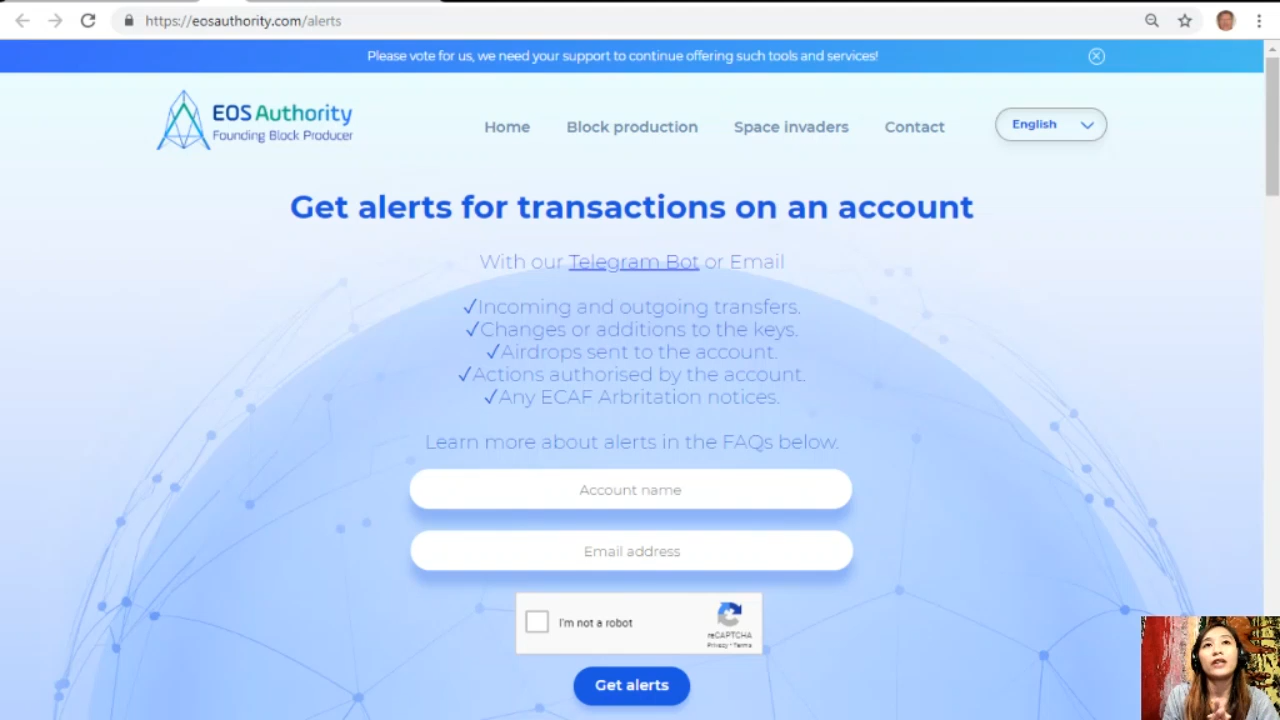 https://eosauthority.com/alerts
Please vote for us, we need your support to continue offering such tools and services!
EOS Authority
Founding Block Producer
Home
Block production
Space invaders
Contact
English
Get alerts for transactions on an account
With our Telegram Bot or Email
✓Incoming and outgoing transfers.
✓Changes or additions to the keys.
✓Airdrops sent to the account.
✓Actions authorised by the account.
✓Any ECAF Arbritation notices.
Learn more about alerts in the FAQs below.
Account name
Email address
I'm not a robot
reCAPTCHA
Privacy - Terms
Get alerts